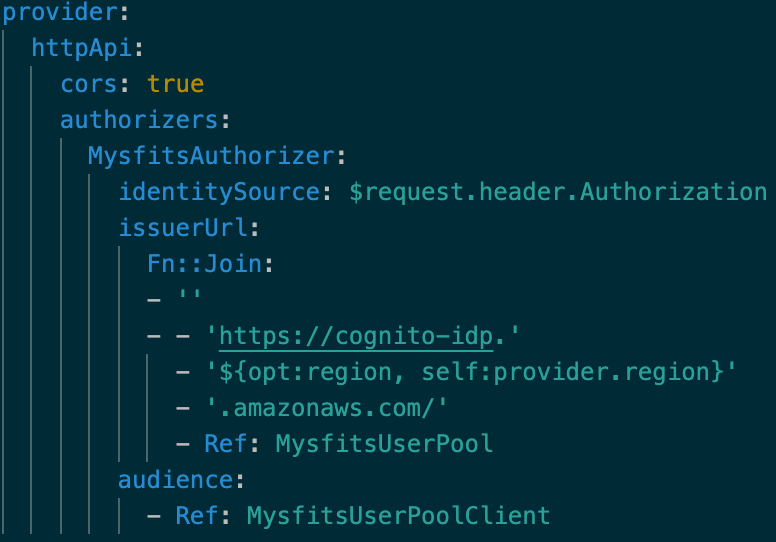 provider:
  httpApi:
    cors: true
    authorizers:
      MysfitsAuthorizer:
        identitySource: $request.header.Authorization
        issuerUrl:
          Fn::Join:
          - ''
          - - 'https://cognito-idp.'
            - '${opt:region, self:provider.region}'
            - '.amazonaws.com/'
            - Ref: MysfitsUserPool
        audience:
          - Ref: MysfitsUserPoolClient